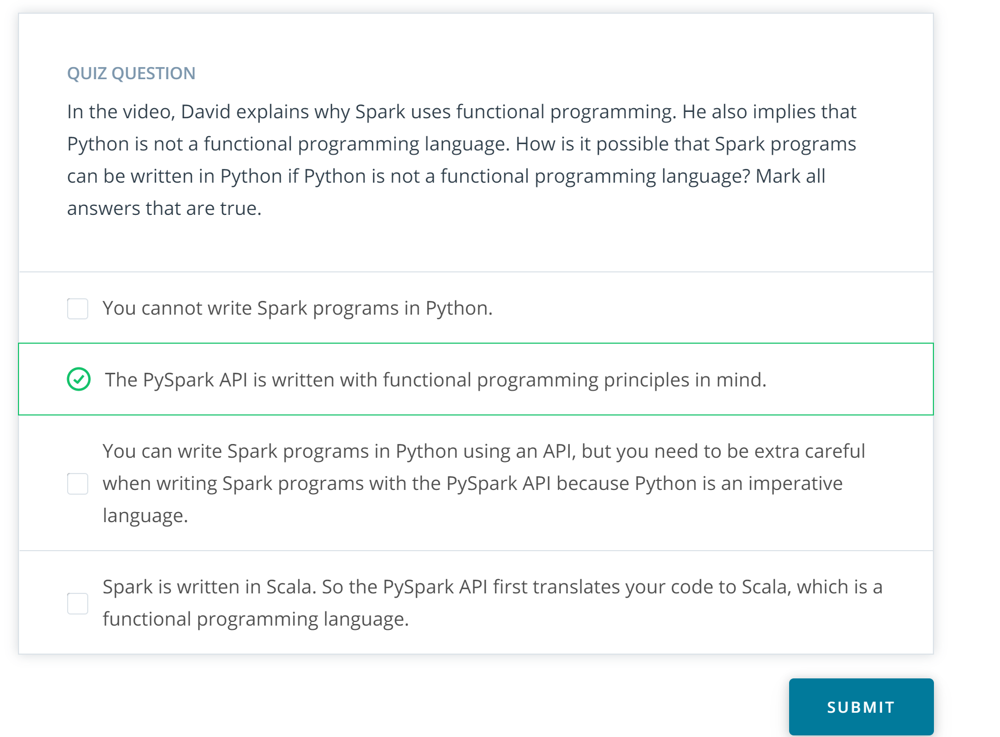 QUIZ QUESTION
In the video, David explains why Spark uses functional programming. He also implies that
Python is not a functional programming language. How is it possible that Spark programs
can be written in Python if Python is not a functional programming language? Mark all
answers that are true.
You cannot write Spark programs in Python.
The PySpark API is written with functional programming principles in mind.
You can write Spark programs in Python using an API, but you need to be extra careful
when writing Spark programs with the PySpark API because Python is an imperative
language.
Spark is written in Scala. So the PySpark API first translates your code to Scala, which is a
functional programming language.
SUBMIT